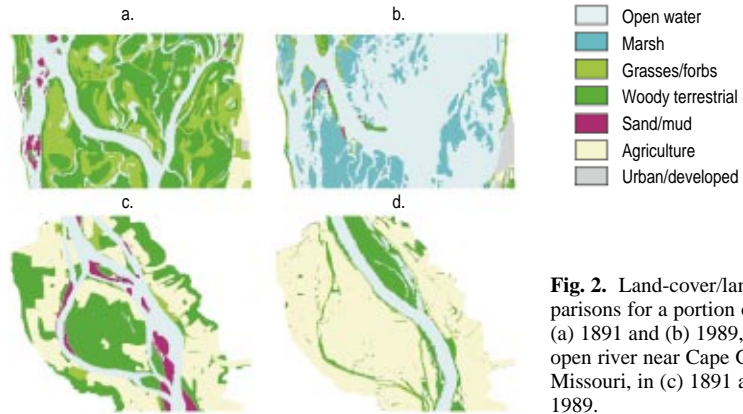 a.
b.
Open water
Marsh
Grasses/forbs
Woody terrestrial
Sand/mud
Agriculture
Urban/developed
c.
d.
Fig. 2. Land-cover/lan
parisons for a portion
(a) 1891 and (b) 1989,
open river near Cape
Missouri, in (c) 1891
1989.